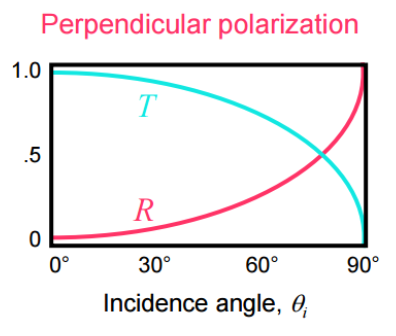 Perpendicular polarization
1.0
T
.5
R
0
0° 30° 60° 90°
Incidence angle, θi